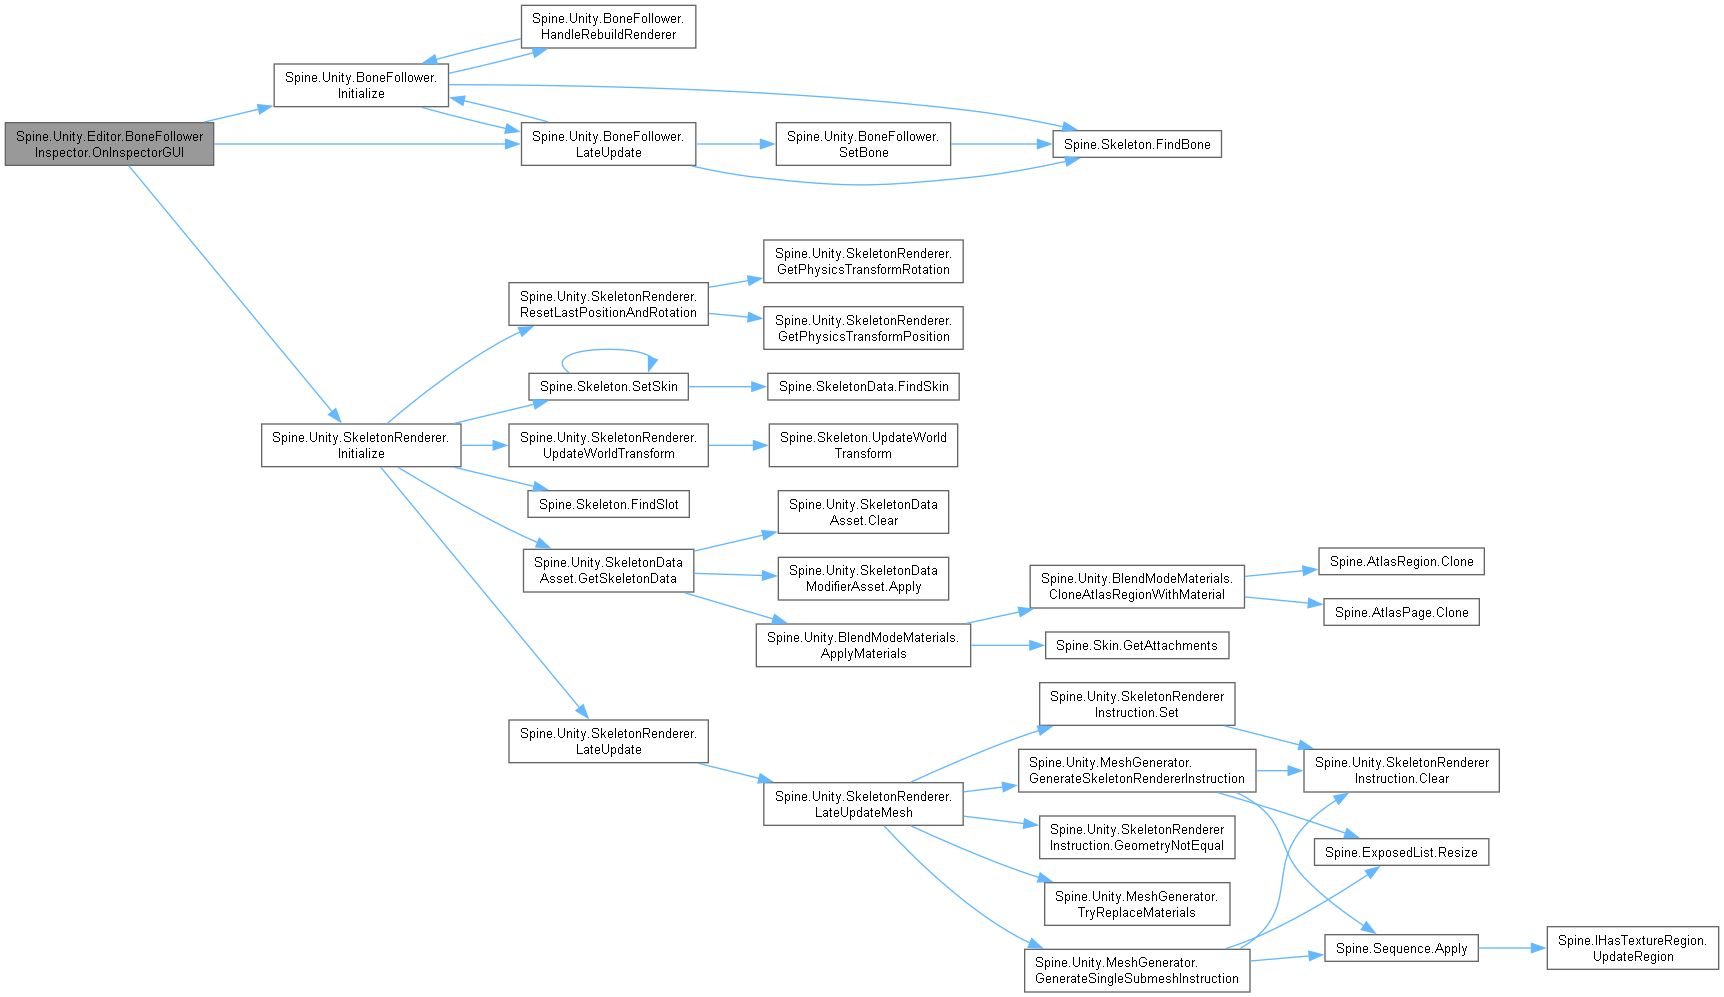 Spine.Unity.BoneFollower.
HandleRebuildRenderer
Spine.Unity.BoneFollower.
Initialize
Spine.Unity.Editor.BoneFollower
Inspector.OnInspectorGUI
Spine.Unity.BoneFollower.
LateUpdate
Spine.Unity.BoneFollower.
SetBone
Spine.Skeleton.FindBone
Spine.Unity.SkeletonRenderer.
GetPhysicsTransformRotation
Spine.Unity.SkeletonRenderer.
ResetLastPositionAndRotation
Spine.Unity.SkeletonRenderer.
GetPhysicsTransformPosition
Spine.Skeleton.SetSkin
Spine.SkeletonData.FindSkin
Spine.Unity.SkeletonRenderer.
Initialize
Spine.Unity.SkeletonRenderer.
UpdateWorldTransform
Spine.Skeleton.UpdateWorld
Transform
Spine.Skeleton.FindSlot
Spine.Unity.SkeletonData
Asset.Clear
Spine.Unity.SkeletonData
Asset.GetSkeletonData
Spine.Unity.SkeletonData
ModifierAsset.Apply
Spine.Unity.BlendModeMaterials.
CloneAtlasRegionWithMaterial
Spine.AtlasRegion.Clone
Spine.AtlasPage.Clone
Spine.Unity.BlendModeMaterials.
ApplyMaterials
Spine.Skin.GetAttachments
Spine.Unity.SkeletonRenderer
Instruction.Set
Spine.Unity.SkeletonRenderer.
LateUpdate
Spine.Unity.MeshGenerator.
GenerateSkeletonRendererInstruction
Spine.Unity.SkeletonRenderer
Instruction.Clear
Spine.Unity.SkeletonRenderer.
LateUpdateMesh
Spine.Unity.SkeletonRenderer
Instruction.GeometryNotEqual
Spine.ExposedList.Resize
Spine.Unity.MeshGenerator.
TryReplaceMaterials
Spine.Unity.MeshGenerator.
GenerateSingleSubmeshInstruction
Spine.Sequence.Apply
Spine.IHasTextureRegion.
UpdateRegion